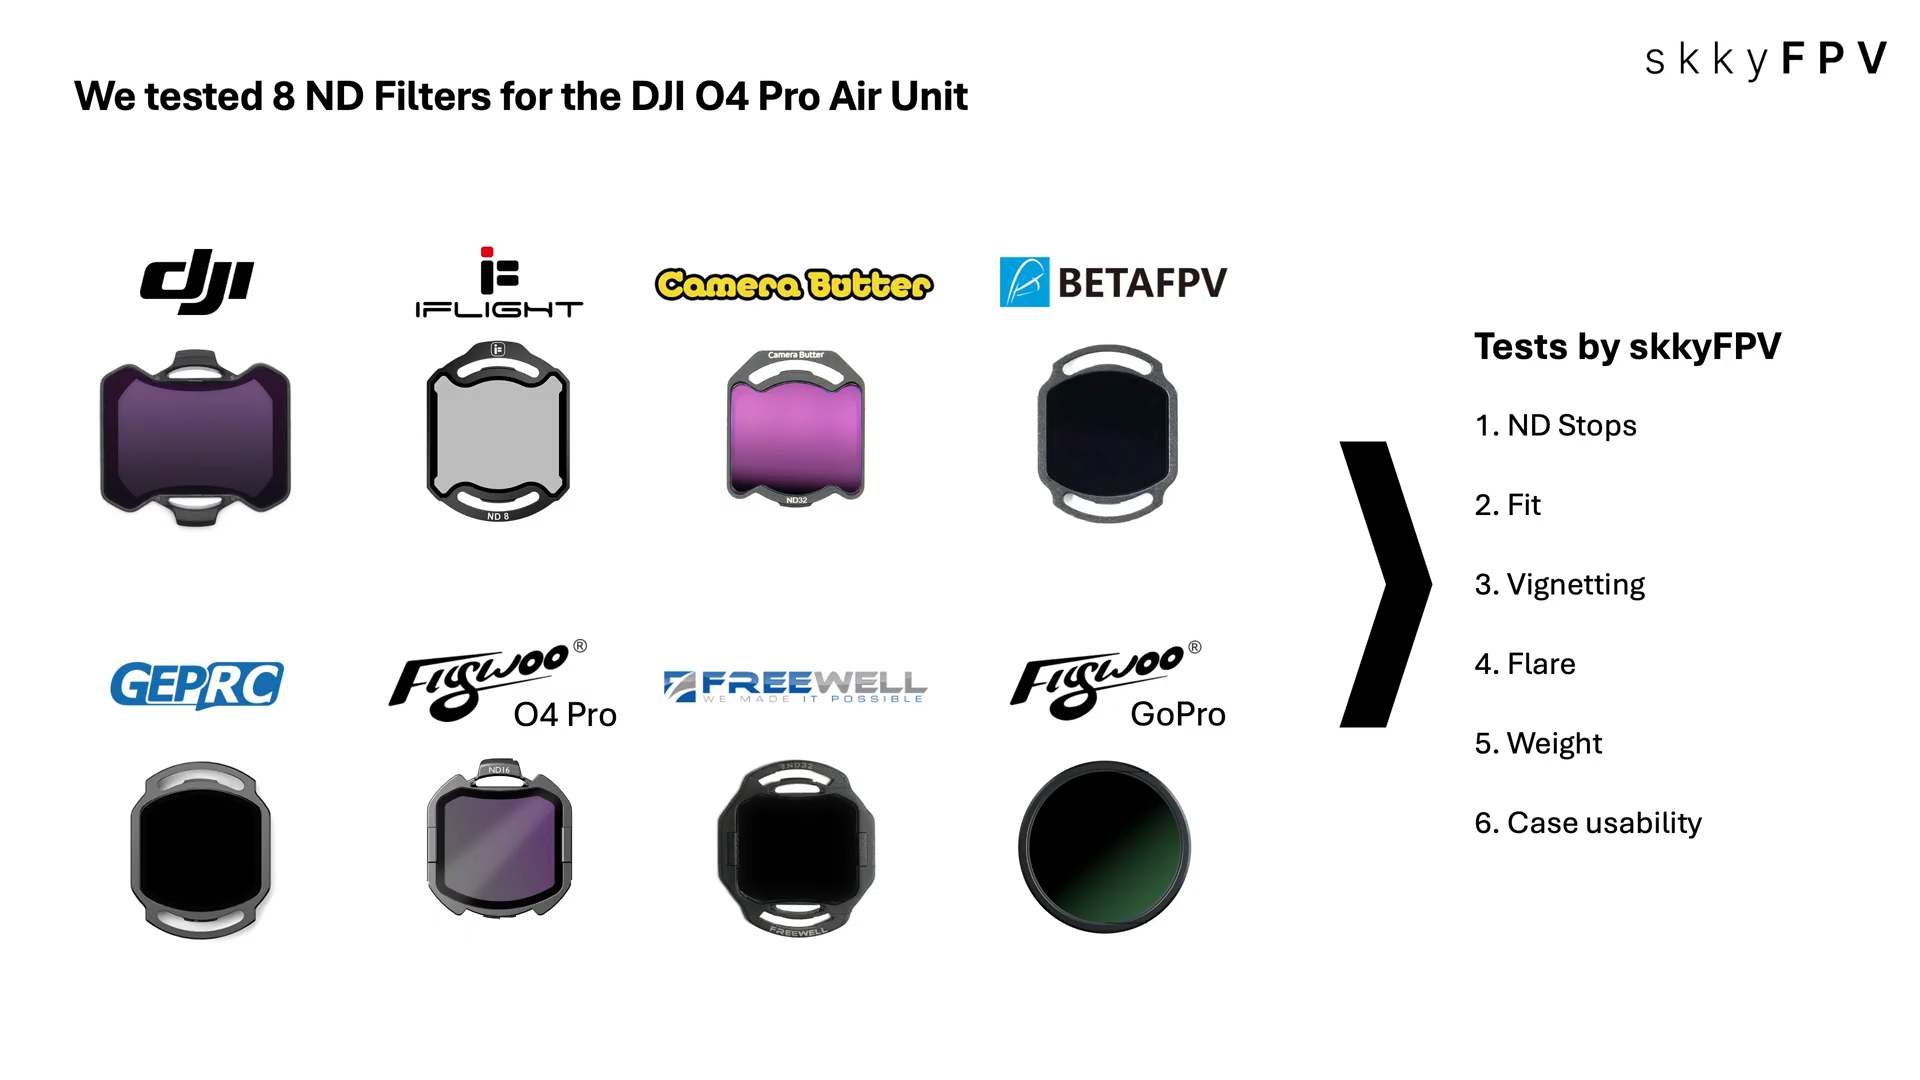 skkyFPV
We tested 8 ND Filters for the DJI O4 Pro Air Unit
dji
iF
IFLIGHT
Camera Butter
BETAFPV
iF
ND 8
Camera Butter
ND32
GEPRC
Flywoo®
O4 Pro
FREEWELL
WE MADE IT POSSIBLE
Flywoo®
GoPro
ND16
FREEWELL
Tests by skkyFPV
1. ND Stops
2. Fit
3. Vignetting
4. Flare
5. Weight
6. Case usability